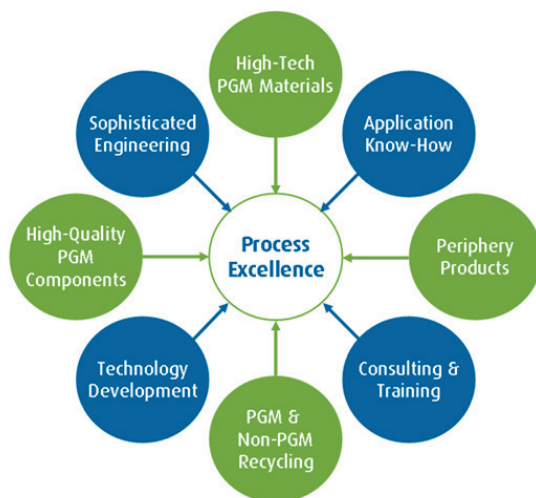 High-Tech
PGM Materials
Sophisticated
Engineering
Application
Know-How
High-Quality
PGM
Components
Process
Excellence
Periphery
Products
Technology
Development
Consulting &
Training
PGM &
Non-PGM
Recycling